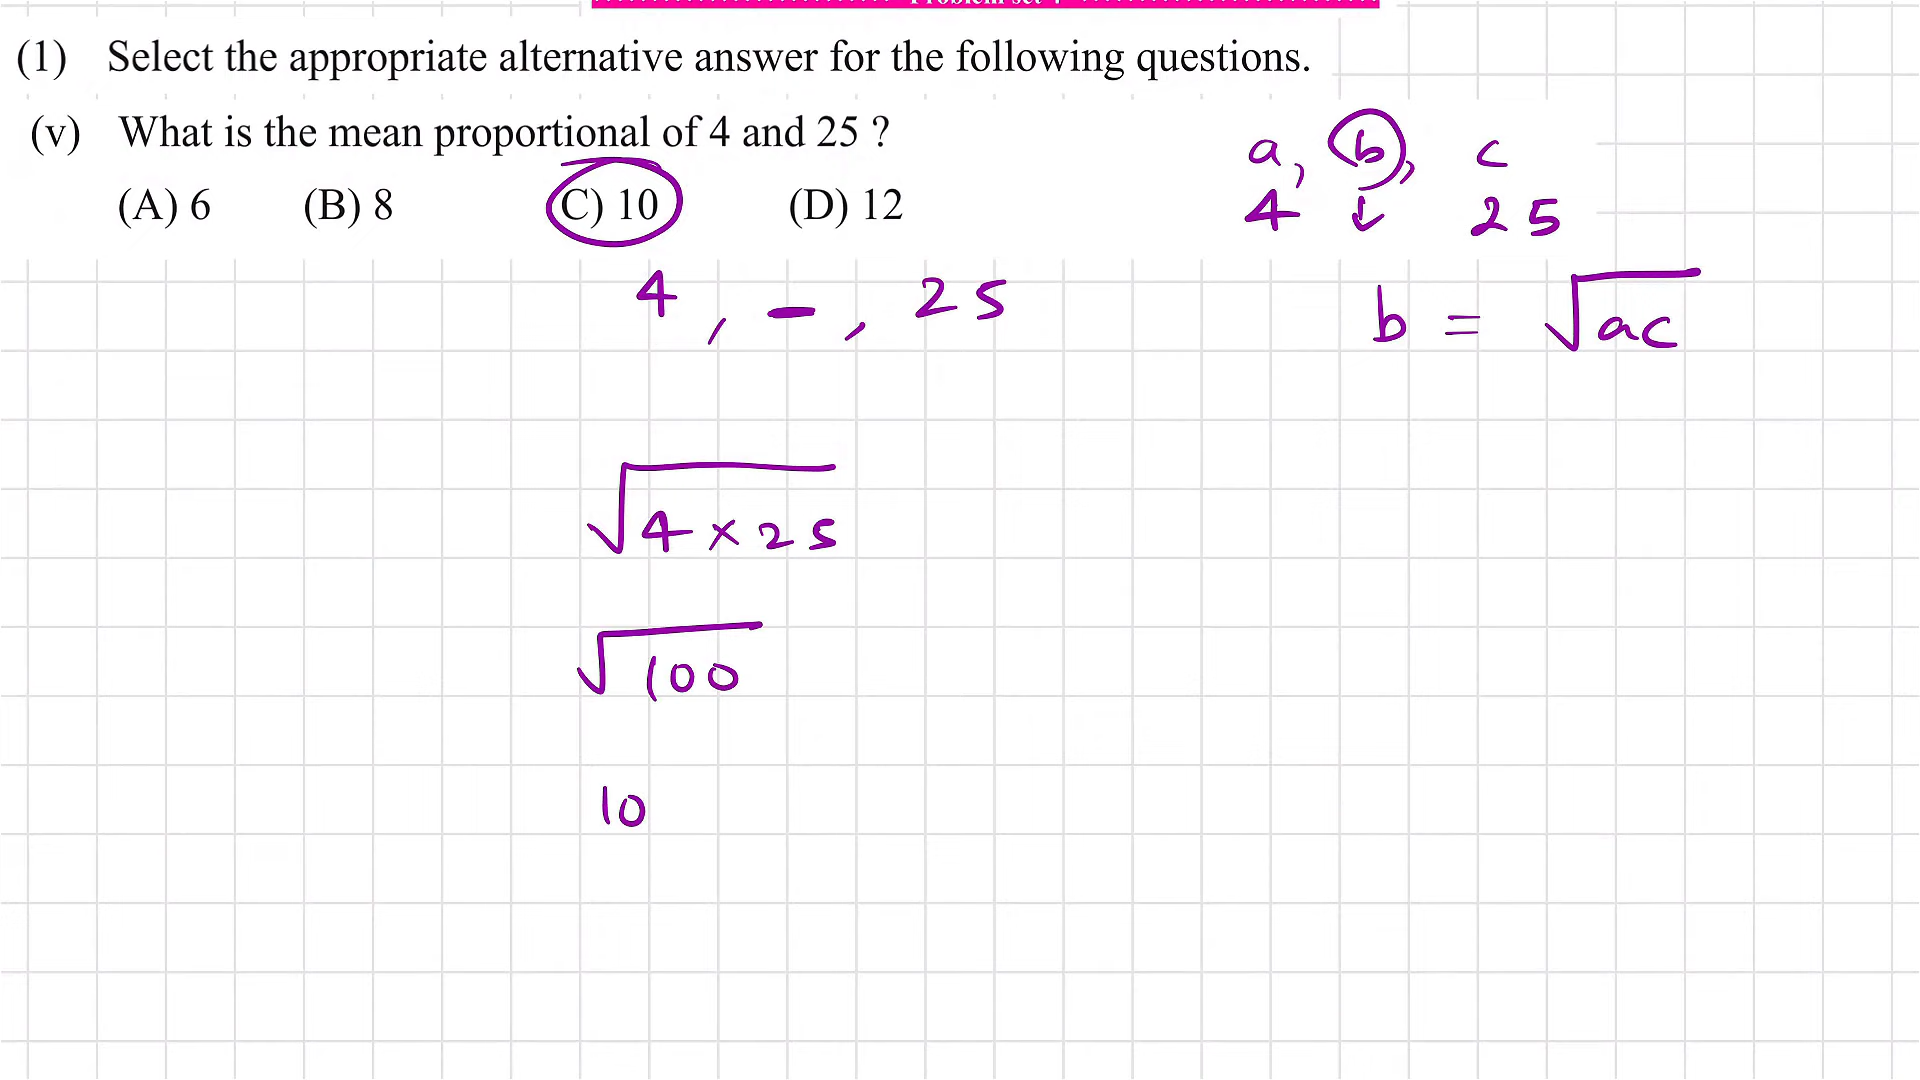 (1) Select the appropriate alternative answer for the following questions.
(v) What is the mean proportional of 4 and 25 ?
(A) 6 (B) 8 (C) 10 (D) 12
a, b, c
4 ↓ 25
4 , – , 25
b = √ac
√4 × 25
√100
10